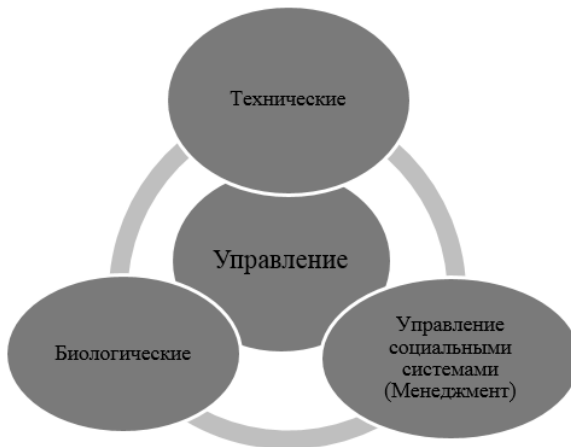 Технические
Управление
Биологические
Управление
социальными
системами
(Менеджмент)